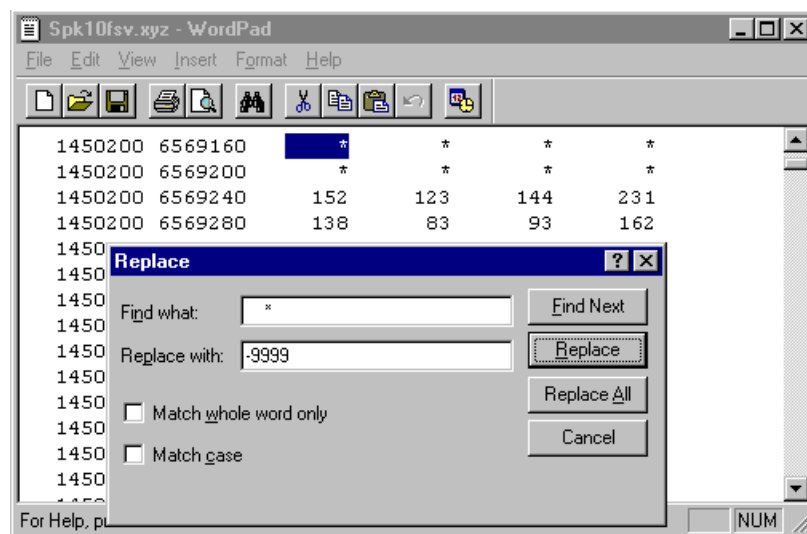 Spk10fsv.xyz - WordPad
File Edit View Insert Format Help
1450200 6569160 * * * *
1450200 6569200 * * * *
1450200 6569240 152 123 144 231
1450200 6569280 138 83 93 162
1450
Replace
1450
1450
Find what: *
Find Next
1450
1450
Replace with: -9999
Replace
1450
Replace All
1450
Match whole word only
1450
Cancel
1450
Match case
1450
For Help, p
NUM